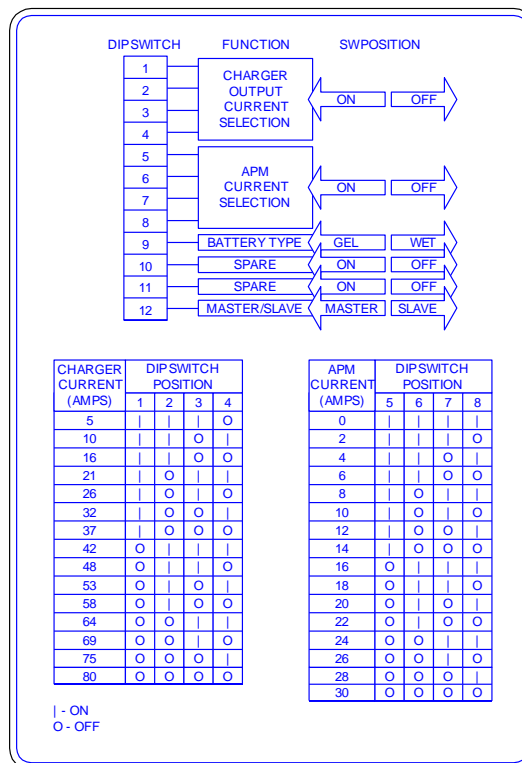 DIPSWITCH FUNCTION SWPOSITION
1
2
3
4
5
6
7
8
9
10
11
12
CHARGER
OUTPUT
CURRENT
SELECTION
ON OFF
APM
CURRENT
SELECTION
ON OFF
BATTERY TYPE GEL WET
SPARE ON OFF
SPARE ON OFF
MASTER/SLAVE MASTER SLAVE
CHARGER DIPSWITCH
CURRENT POSITION
(AMPS) 1 2 3 4
5 | | | O
10 | | O |
16 | | O O
21 | O | |
26 | O | O
32 | O O |
37 | O O O
42 O | | |
48 O | | O
53 O | O |
58 O | O O
64 O O | |
69 O O | O
75 O O O |
80 O O O O
APM DIPSWITCH
CURRENT POSITION
(AMPS) 5 6 7 8
0 | | | |
2 | | | O
4 | | O |
6 | | O O
8 | O | |
10 | O | O
12 | O O |
14 | O O O
16 O | | |
18 O | | O
20 O | O |
22 O | O O
24 O O | |
26 O O | O
28 O O O |
30 O O O O
| - ON
O - OFF